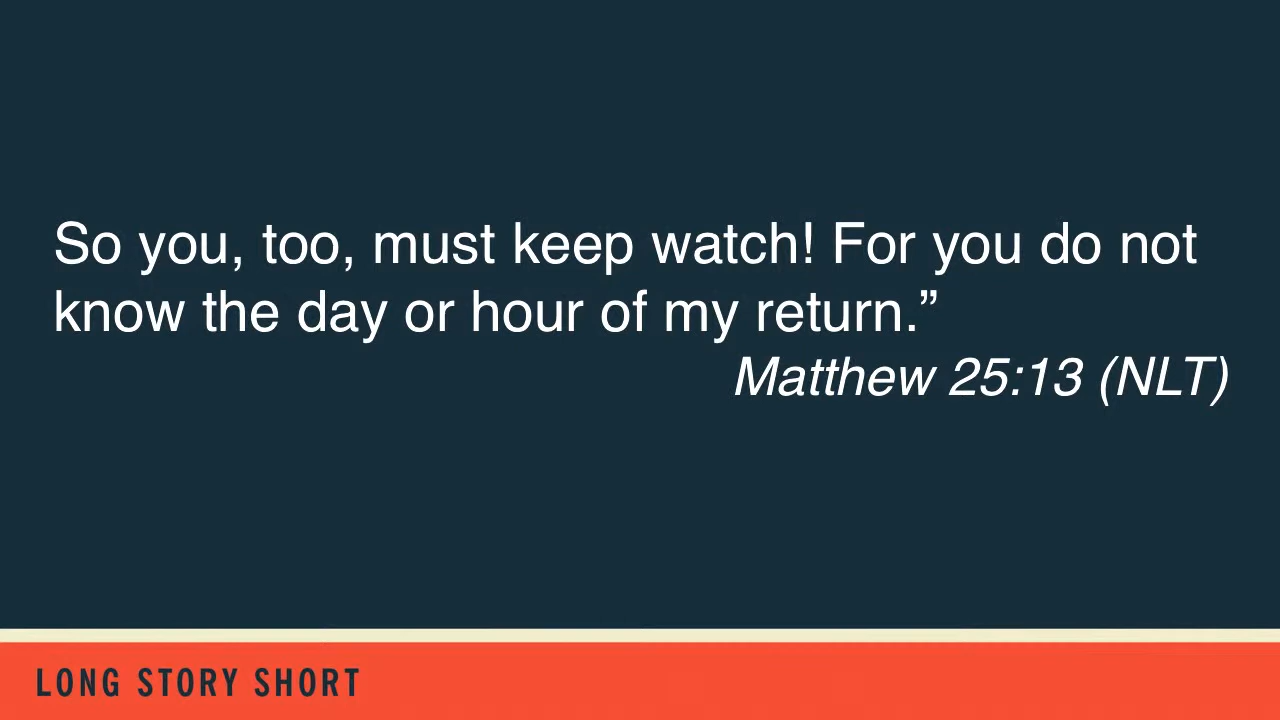 So you, too, must keep watch! For you do not
know the day or hour of my return.”
Matthew 25:13 (NLT)
LONG STORY SHORT